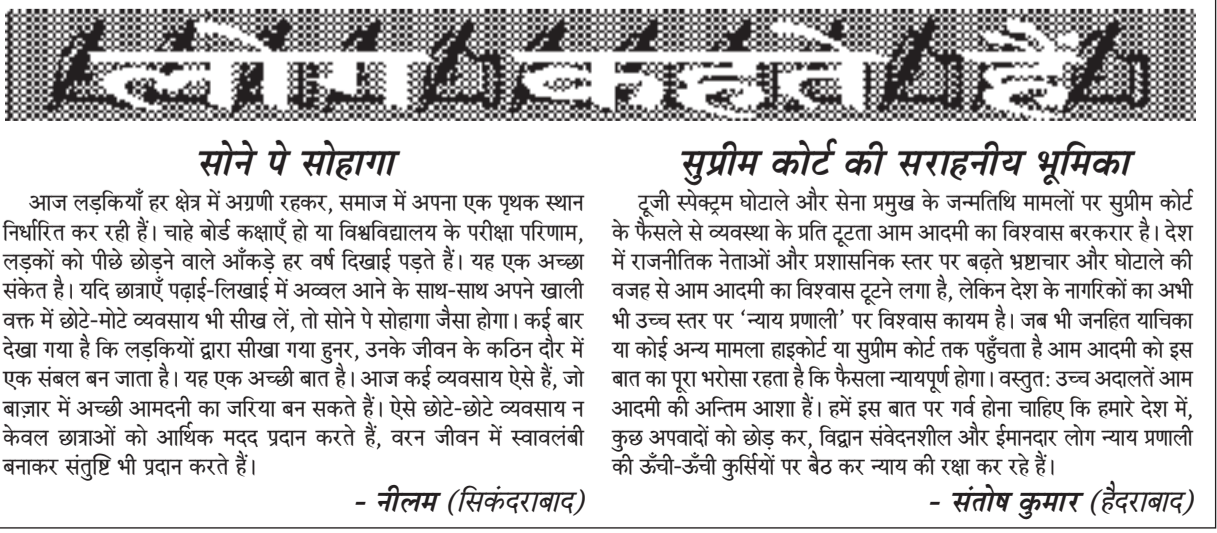 लोग कहते हैं
सोने पे सोहागा
आज लड़कियाँ हर क्षेत्र में अग्रणी रहकर, समाज में अपना एक पृथक स्थान
निर्धारित कर रही हैं। चाहे बोर्ड कक्षाएँ हो या विश्वविद्यालय के परीक्षा परिणाम,
लड़कों को पीछे छोड़ने वाले आँकड़े हर वर्ष दिखाई पड़ते हैं। यह एक अच्छा
संकेत है। यदि छात्राएँ पढ़ाई-लिखाई में अव्वल आने के साथ-साथ अपने खाली
वक्त में छोटे-मोटे व्यवसाय भी सीख लें, तो सोने पे सोहागा जैसा होगा। कई बार
देखा गया है कि लड़कियों द्वारा सीखा गया हुनर, उनके जीवन के कठिन दौर में
एक संबल बन जाता है। यह एक अच्छी बात है। आज कई व्यवसाय ऐसे हैं, जो
बाज़ार में अच्छी आमदनी का जरिया बन सकते हैं। ऐसे छोटे-छोटे व्यवसाय न
केवल छात्राओं को आर्थिक मदद प्रदान करते हैं, वरन जीवन में स्वावलंबी
बनाकर संतुष्टि भी प्रदान करते हैं।
- नीलम (सिकंदराबाद)
सुप्रीम कोर्ट की सराहनीय भूमिका
टूजी स्पेक्ट्रम घोटाले और सेना प्रमुख के जन्मतिथि मामलों पर सुप्रीम कोर्ट
के फैसले से व्यवस्था के प्रति टूटता आम आदमी का विश्वास बरकरार है। देश
में राजनीतिक नेताओं और प्रशासनिक स्तर पर बढ़ते भ्रष्टाचार और घोटाले की
वजह से आम आदमी का विश्वास टूटने लगा है, लेकिन देश के नागरिकों का अभी
भी उच्च स्तर पर ‘न्याय प्रणाली’ पर विश्वास कायम है। जब भी जनहित याचिका
या कोई अन्य मामला हाइकोर्ट या सुप्रीम कोर्ट तक पहुँचता है आम आदमी को इस
बात का पूरा भरोसा रहता है कि फैसला न्यायपूर्ण होगा। वस्तुत: उच्च अदालतें आम
आदमी की अन्तिम आशा हैं। हमें इस बात पर गर्व होना चाहिए कि हमारे देश में,
कुछ अपवादों को छोड़ कर, विद्वान संवेदनशील और ईमानदार लोग न्याय प्रणाली
की ऊँची-ऊँची कुर्सियों पर बैठ कर न्याय की रक्षा कर रहे हैं।
- संतोष कुमार (हैदराबाद)